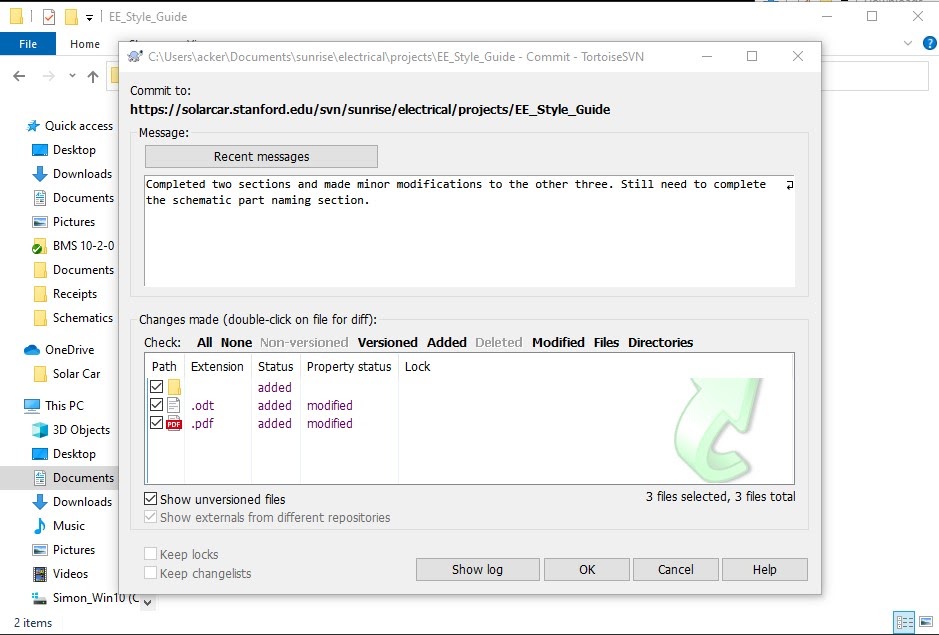 EE_Style_Guide
File
Home
C:\Users\acker\Documents\sunrise\electrical\projects\EE_Style_Guide - Commit - TortoiseSVN
Commit to:
https://solarcar.stanford.edu/svn/sunrise/electrical/projects/EE_Style_Guide
Message:
Recent messages
Completed two sections and made minor modifications to the other three. Still need to complete
the schematic part naming section.
Quick access
Desktop
Downloads
Documents
Pictures
BMS 10-2-0
Documents
Receipts
Schematics
OneDrive
Solar Car
This PC
3D Objects
Desktop
Documents
Downloads
Music
Pictures
Videos
Simon_Win10 (C
2 items
Changes made (double-click on file for diff):
Check: All None Non-versioned Versioned Added Deleted Modified Files Directories
Path Extension Status Property status Lock
added
.odt added modified
PDF .pdf added modified
Show unversioned files
3 files selected, 3 files total
Show externals from different repositories
Keep locks
Keep changelists
Show log OK Cancel Help